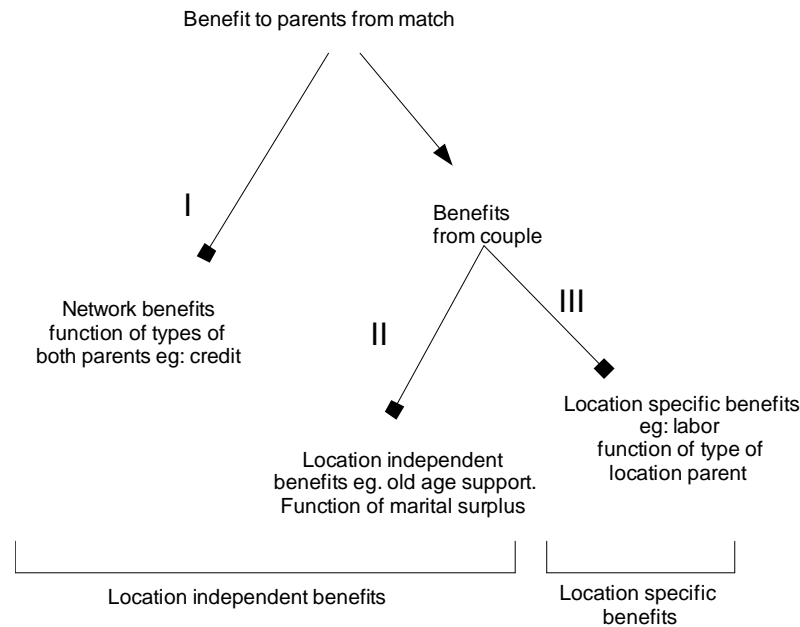 Benefit to parents from match
I
Benefits
from couple
III
Network benefits
function of types of
both parents eg: credit
II
Location specific benefits
eg: labor
function of type of
location parent
Location independent
benefits eg. old age support.
Function of marital surplus
Location independent benefits
Location specific
benefits